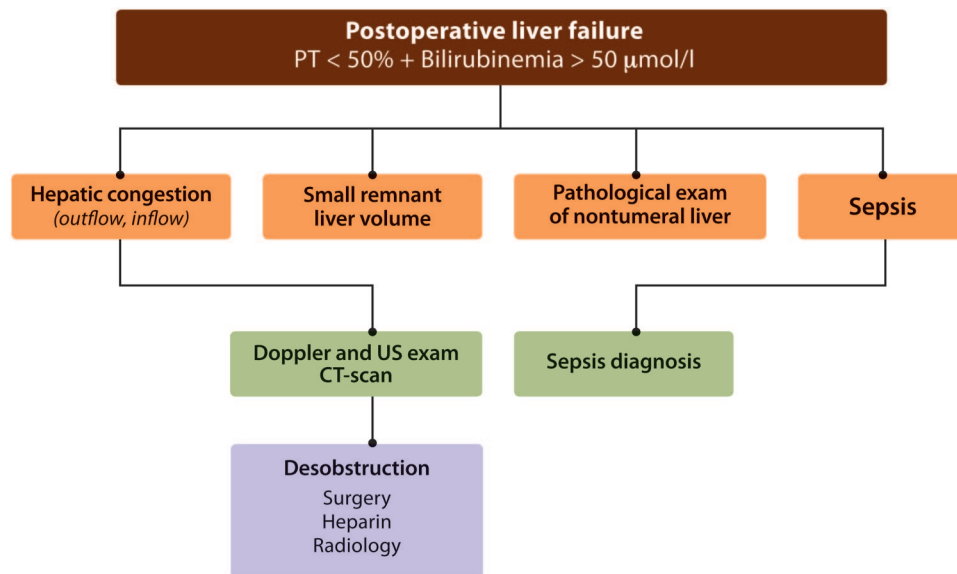 Postoperative liver failure
PT < 50% + Bilirubinemia > 50 μmol/l
Hepatic congestion
(outflow, inflow)
Small remnant
liver volume
Pathological exam
of nontumeral liver
Sepsis
Doppler and US exam
CT-scan
Sepsis diagnosis
Desobstruction
Surgery
Heparin
Radiology